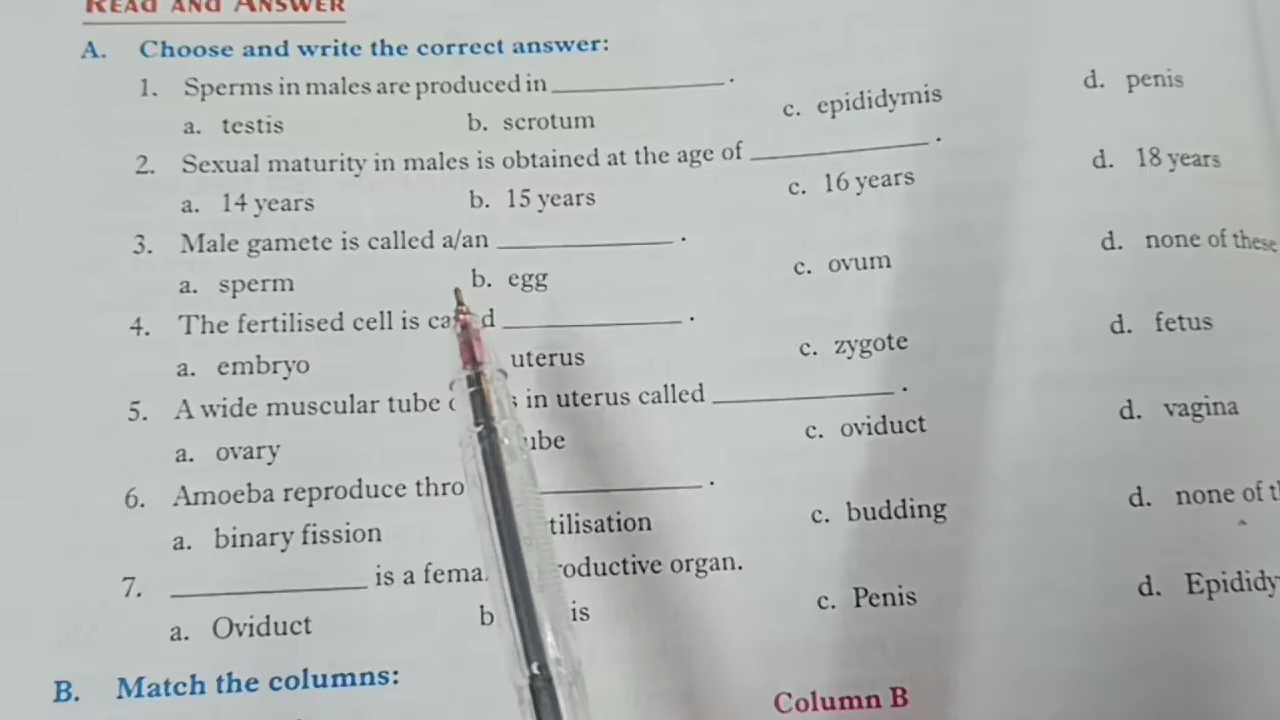 READ AND ANSWER
A. Choose and write the correct answer:
1. Sperms in males are produced in ____________ .
a. testis b. scrotum c. epididymis d. penis
2. Sexual maturity in males is obtained at the age of ____________ .
a. 14 years b. 15 years c. 16 years d. 18 years
3. Male gamete is called a/an ____________ .
a. sperm b. egg c. ovum d. none of these
4. The fertilised cell is ____________ .
a. embryo uterus c. zygote d. fetus
5. A wide muscular tube in uterus called ____________ .
a. ovary c. oviduct d. vagina
6. Amoeba reproduce ____________ .
a. binary fission c. budding d. none of
7. ____________ is a organ.
a. Oviduct b c. Penis d.
B. Match the columns:
Column B